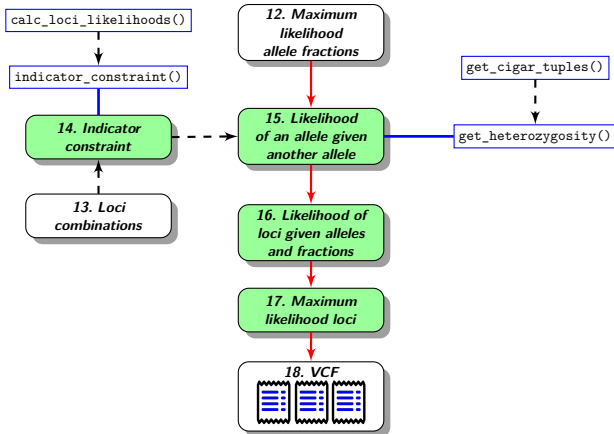 calc_loci_likelihoods()
indicator_constraint()
14. Indicator
constraint
13. Loci
combinations
12. Maximum
likelihood
allele fractions
15. Likelihood
of an allele given
another allele
16. Likelihood of
loci given alleles
and fractions
17. Maximum
likelihood loci
18. VCF
get_cigar_tuples()
get_heterozygosity()